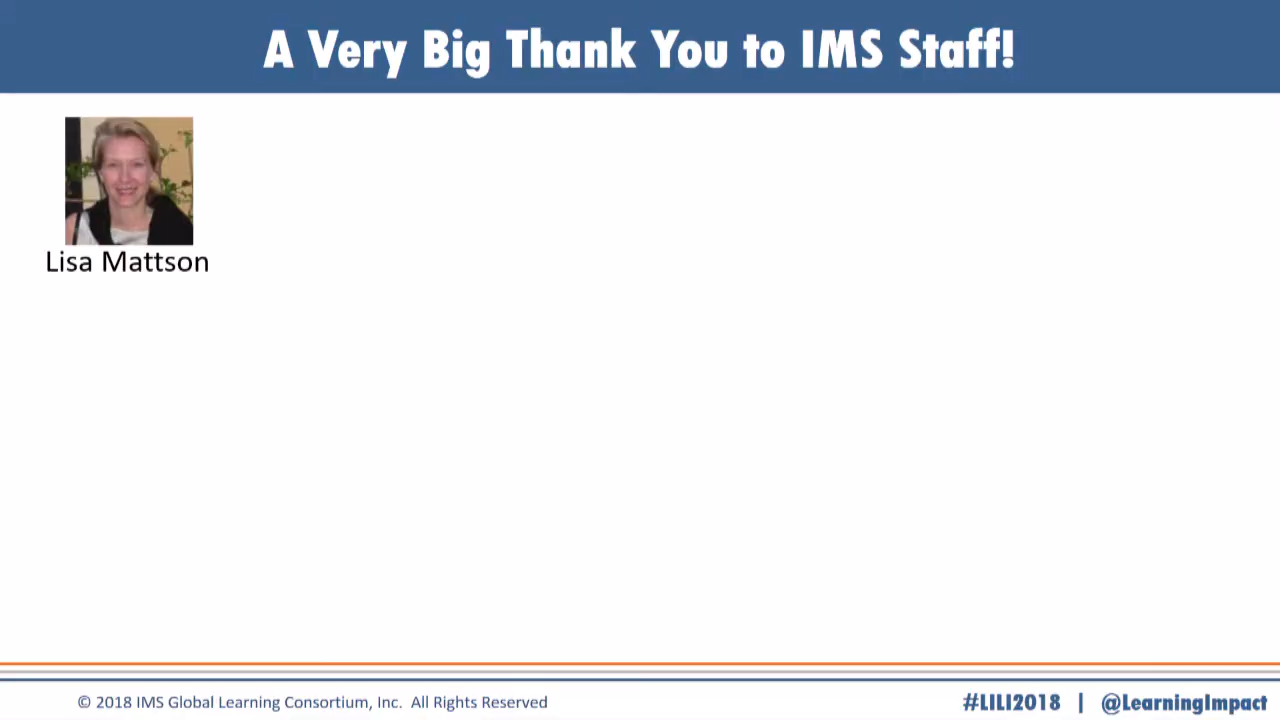 A Very Big Thank You to IMS Staff!
Lisa Mattson
© 2018 IMS Global Learning Consortium, Inc.  All Rights Reserved
#LILI2018 | @LearningImpact